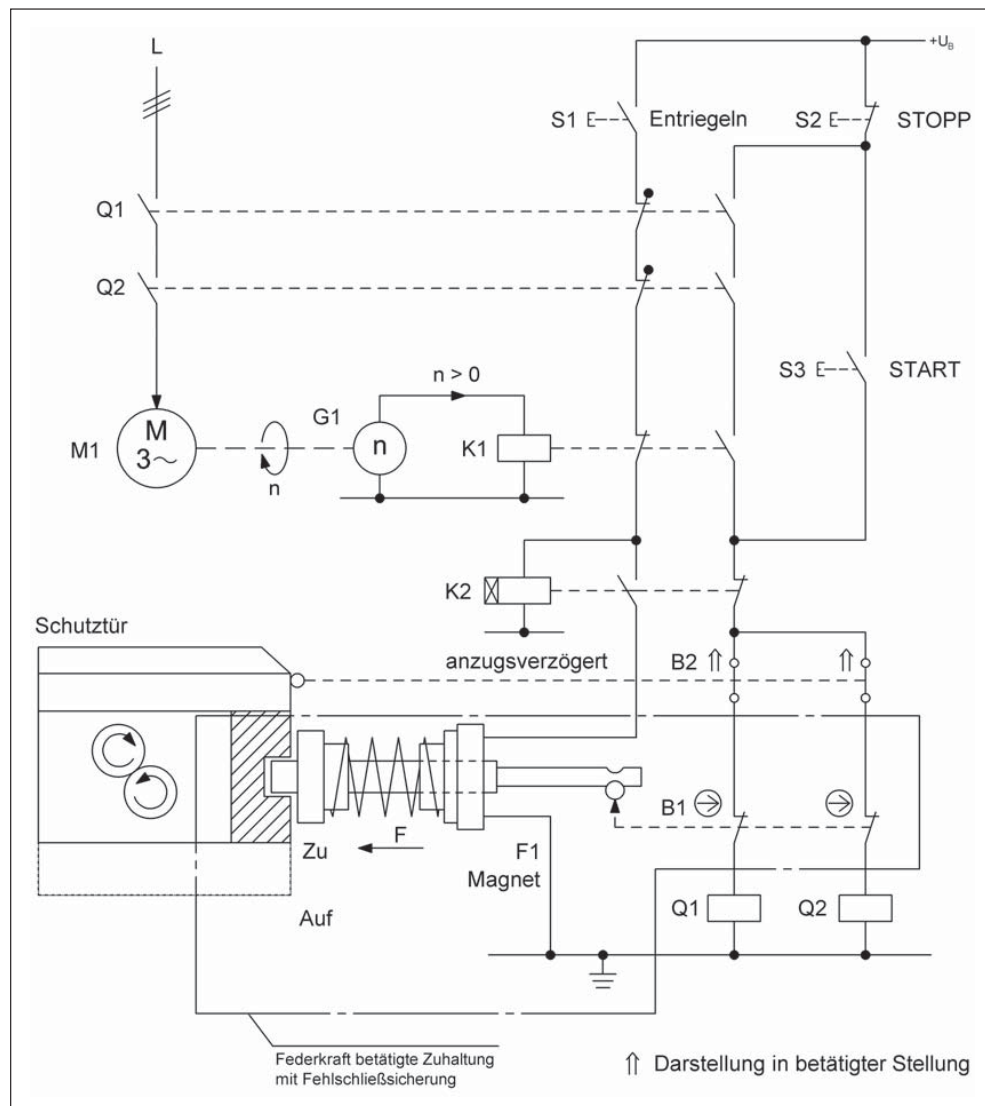 L
+U_B
S1
Entriegeln
S2
STOPP
Q1
Q2
S3
START
n > 0
G1
M1
M
3~
n
n
K1
K2
Schutztür
anzugsverzögert
B2
⇑
⇑
B1
Zu
F
F1
Magnet
Auf
Q1
Q2
Federkraft betätigte Zuhaltung
mit Fehlschließsicherung
⇑ Darstellung in betätigter Stellung